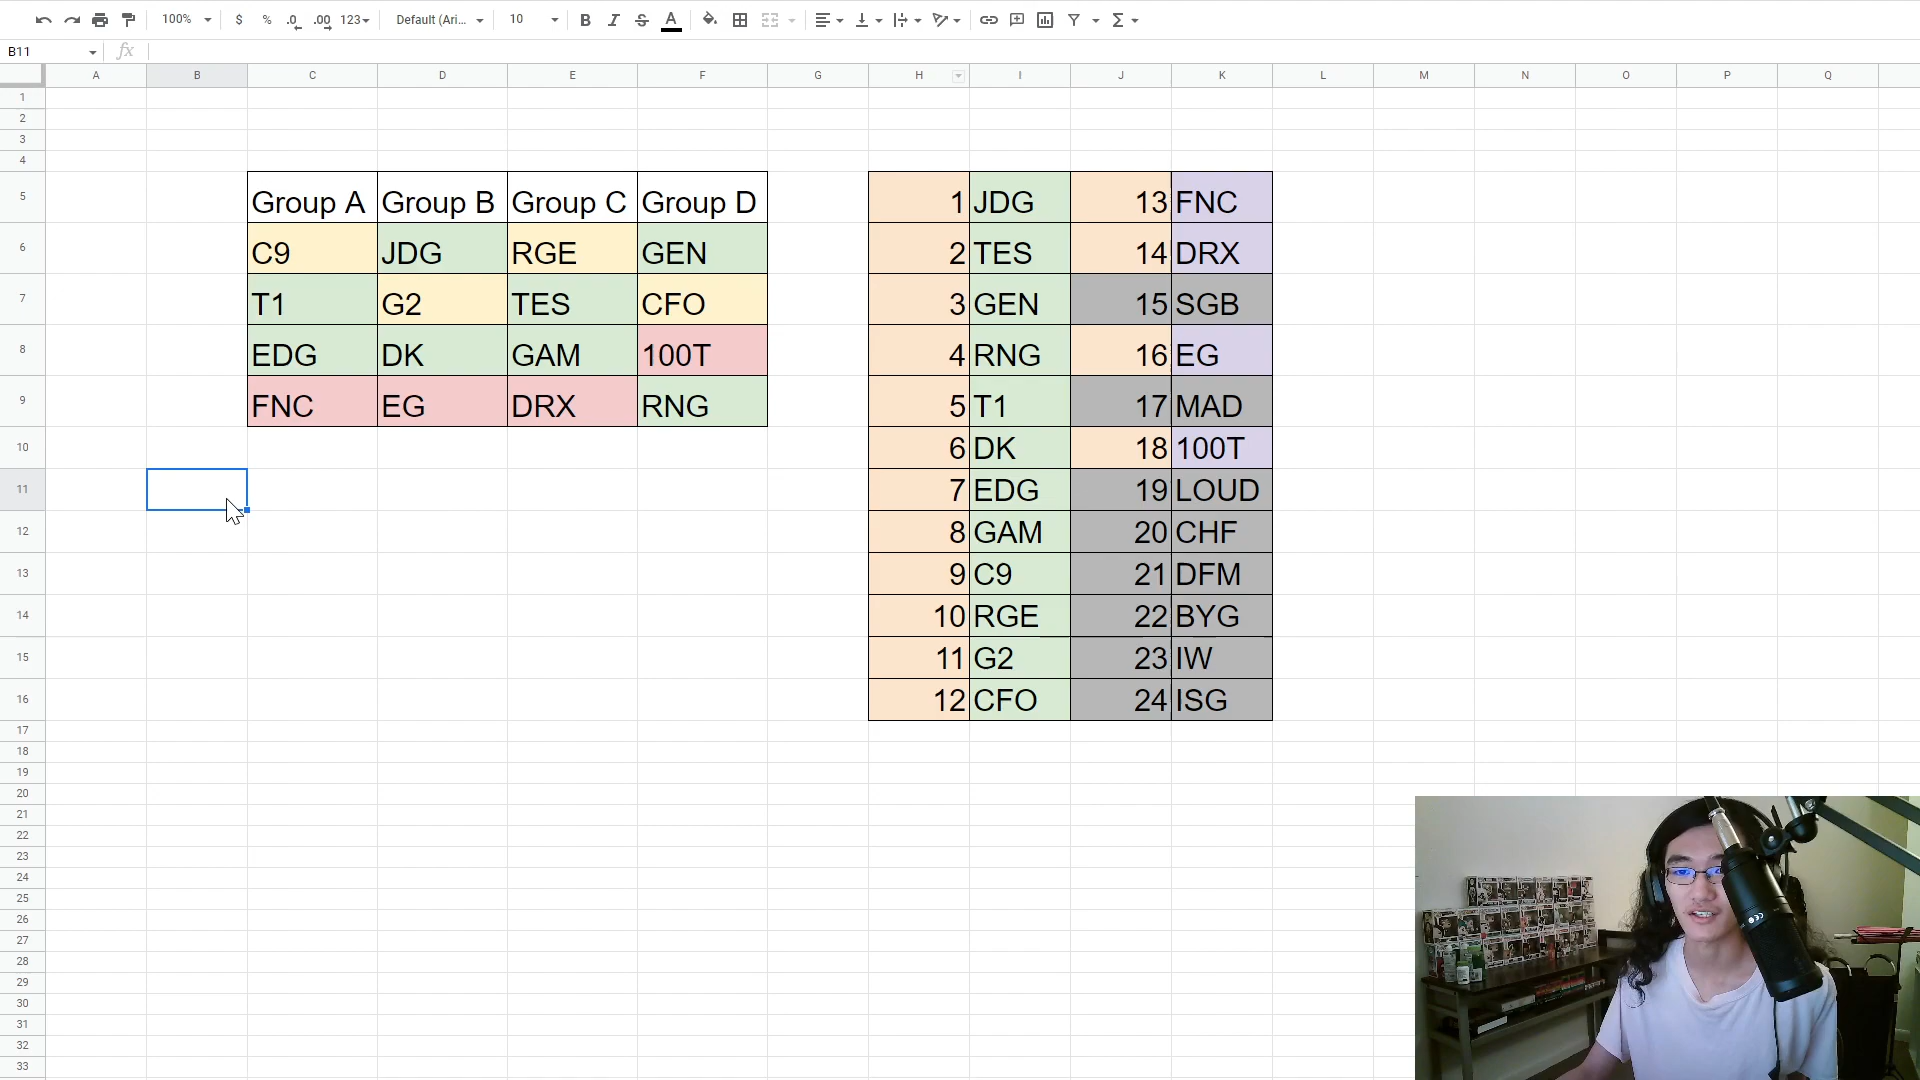 100% $ % .0 .00 123 Default (Ari... 10 B I S A
B11 fx
A B C D E F G H I J K L M N O P Q
1
2
3
4
5 Group A Group B Group C Group D 1 JDG 13 FNC
6 C9 JDG RGE GEN 2 TES 14 DRX
7 T1 G2 TES CFO 3 GEN 15 SGB
8 EDG DK GAM 100T 4 RNG 16 EG
9 FNC EG DRX RNG 5 T1 17 MAD
10 6 DK 18 100T
11 7 EDG 19 LOUD
12 8 GAM 20 CHF
13 9 C9 21 DFM
14 10 RGE 22 BYG
15 11 G2 23 IW
16 12 CFO 24 ISG
17
18
19
20
21
22
23
24
25
26
27
28
29
30
31
32
33